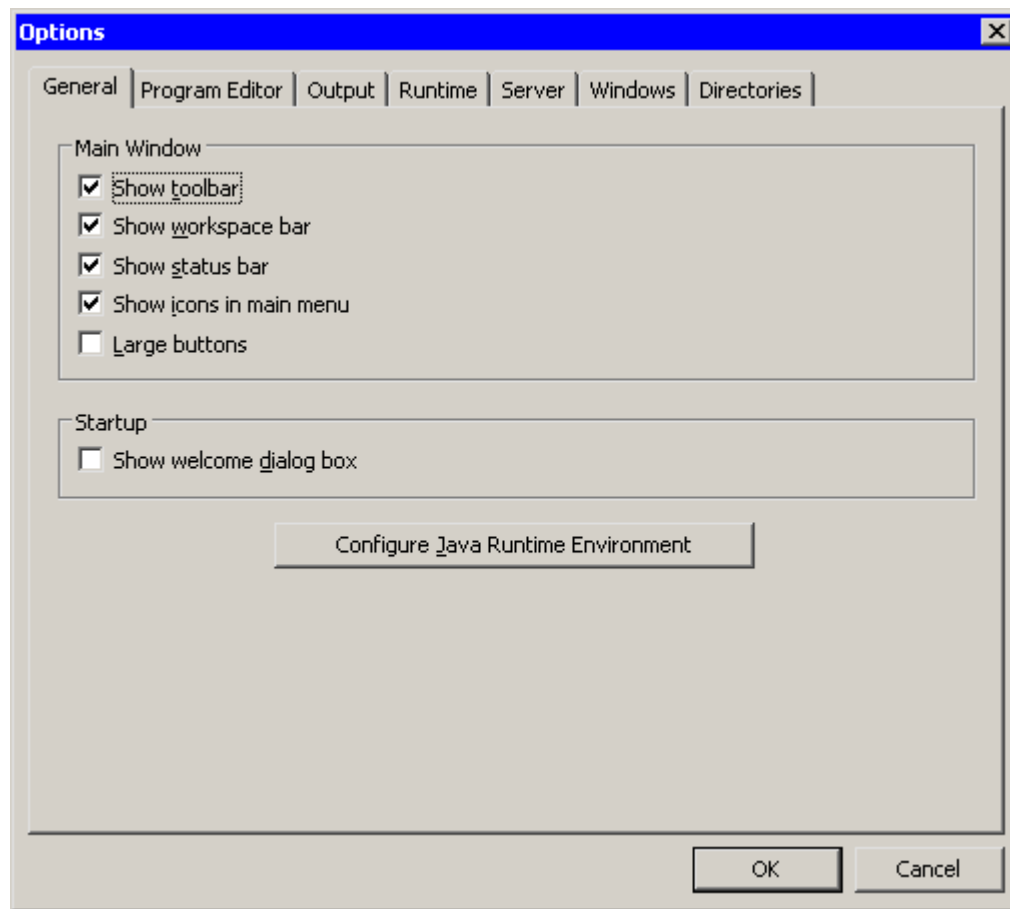 Options
General Program Editor Output Runtime Server Windows Directories
Main Window
Show toolbar
Show workspace bar
Show status bar
Show icons in main menu
Large buttons
Startup
Show welcome dialog box
Configure Java Runtime Environment
OK Cancel